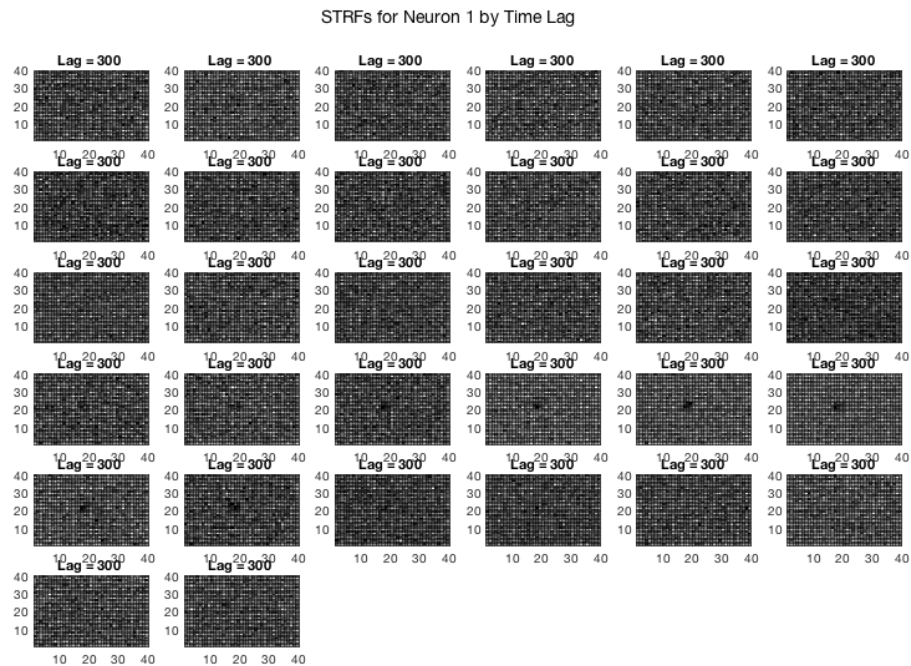 STRFs for Neuron 1 by Time Lag
Lag = 300 Lag = 300 Lag = 300 Lag = 300 Lag = 300 Lag = 300
40 40 40 40 40 40
30 30 30 30 30 30
20 20 20 20 20 20
10 10 10 10 10 10
10 20 30 40 10 20 30 40 10 20 30 40 10 20 30 40 10 20 30 40 10 20 30 40
Lag = 300 Lag = 300 Lag = 300 Lag = 300 Lag = 300 Lag = 300
40 40 40 40 40 40
30 30 30 30 30 30
20 20 20 20 20 20
10 10 10 10 10 10
10 20 30 40 10 20 30 40 10 20 30 40 10 20 30 40 10 20 30 40 10 20 30 40
Lag = 300 Lag = 300 Lag = 300 Lag = 300 Lag = 300 Lag = 300
40 40 40 40 40 40
30 30 30 30 30 30
20 20 20 20 20 20
10 10 10 10 10 10
10 20 30 40 10 20 30 40 10 20 30 40 10 20 30 40 10 20 30 40 10 20 30 40
Lag = 300 Lag = 300 Lag = 300 Lag = 300 Lag = 300 Lag = 300
40 40 40 40 40 40
30 30 30 30 30 30
20 20 20 20 20 20
10 10 10 10 10 10
10 20 30 40 10 20 30 40 10 20 30 40 10 20 30 40 10 20 30 40 10 20 30 40
Lag = 300 Lag = 300 Lag = 300 Lag = 300 Lag = 300 Lag = 300
40 40 40 40 40 40
30 30 30 30 30 30
20 20 20 20 20 20
10 10 10 10 10 10
10 20 30 40 10 20 30 40 10 20 30 40 10 20 30 40 10 20 30 40 10 20 30 40
Lag = 300 Lag = 300
40 40
30 30
20 20
10 10
10 20 30 40 10 20 30 40